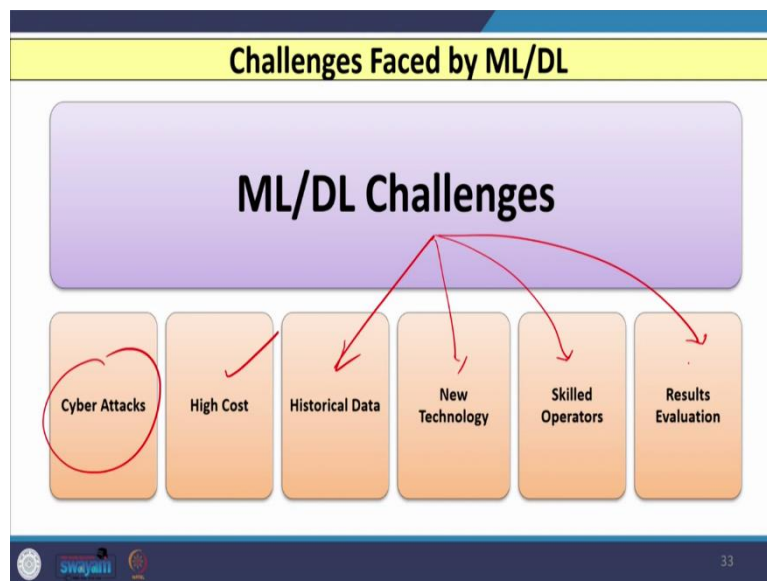 Challenges Faced by ML/DL
ML/DL Challenges
Cyber Attacks
High Cost
Historical Data
New
Technology
Skilled
Operators
Results
Evaluation
swayam
33